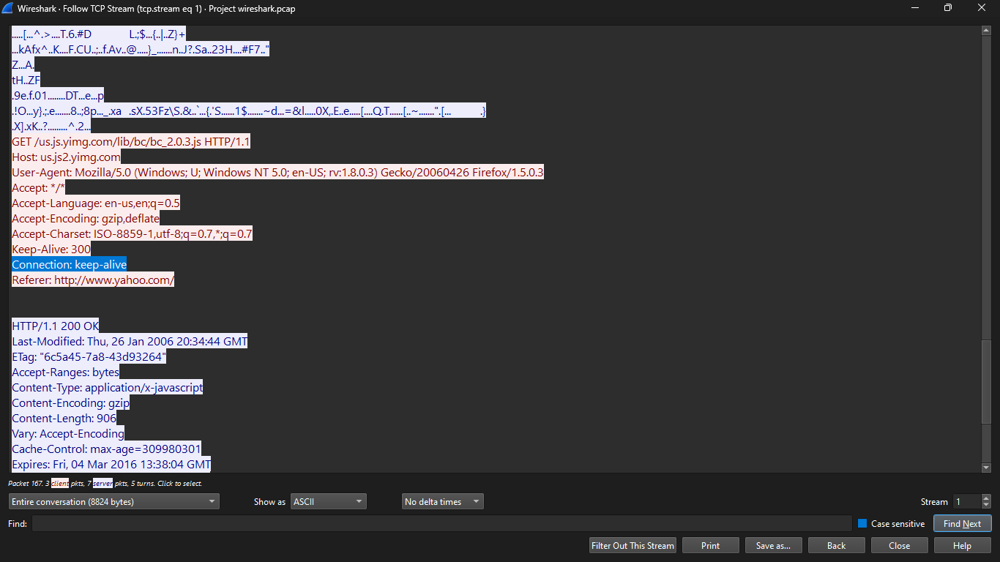 Wireshark · Follow TCP Stream (tcp.stream eq 1) · Project wireshark.pcap
.....[...^.>....T.6.#D L.;$...{..|..Z}+
...kAfx^..K....F.CU..;..f.Av..@.....}_.......n..J?.Sa..23H....#F7.."
Z...A.
tH..ZF
.9e.f.01........DT...e...p
.!O...y}.;.e.......8..;8p..._.xa .sX.53Fz\S.&..`...{.'S......1$.......~d...=&l.....0X,.E..e.....[....Q.T......[..~.......".[... .}
.X].xK..?.........^.2...
GET /us.js.yimg.com/lib/bc/bc_2.0.3.js HTTP/1.1
Host: us.js2.yimg.com
User-Agent: Mozilla/5.0 (Windows; U; Windows NT 5.0; en-US; rv:1.8.0.3) Gecko/20060426 Firefox/1.5.0.3
Accept: */*
Accept-Language: en-us,en;q=0.5
Accept-Encoding: gzip,deflate
Accept-Charset: ISO-8859-1,utf-8;q=0.7,*;q=0.7
Keep-Alive: 300
Connection: keep-alive
Referer: http://www.yahoo.com/
HTTP/1.1 200 OK
Last-Modified: Thu, 26 Jan 2006 20:34:44 GMT
ETag: "6c5a45-7a8-43d93264"
Accept-Ranges: bytes
Content-Type: application/x-javascript
Content-Encoding: gzip
Content-Length: 906
Vary: Accept-Encoding
Cache-Control: max-age=309980301
Expires: Fri, 04 Mar 2016 13:38:04 GMT
Packet 167. 3 client pkts, 7 server pkts, 5 turns. Click to select.
Entire conversation (8824 bytes) Show as ASCII No delta times Stream 1
Find: Case sensitive Find Next
Filter Out This Stream Print Save as... Back Close Help